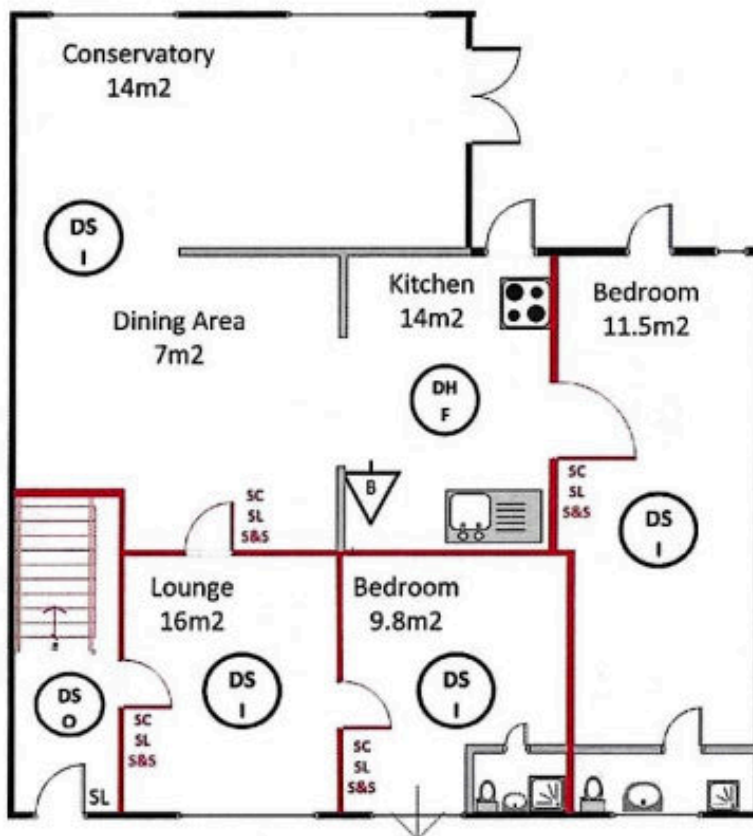 Conservatory
14m2
DS
I
Dining Area
7m2
Kitchen
14m2
Bedroom
11.5m2
DH
F
B
SC
SL
S&S
SC
SL
S&S
DS
I
Lounge
16m2
Bedroom
9.8m2
DS
O
DS
I
DS
I
SC
SL
S&S
SC
SL
S&S
SL